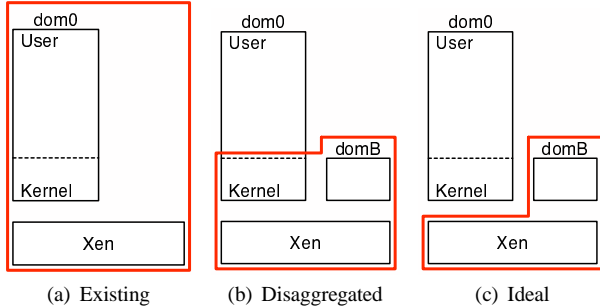 dom0
User
Kernel
Xen
(a) Existing
dom0
User
domB
Kernel
Xen
(b) Disaggregated
dom0
User
domB
Kernel
Xen
(c) Ideal